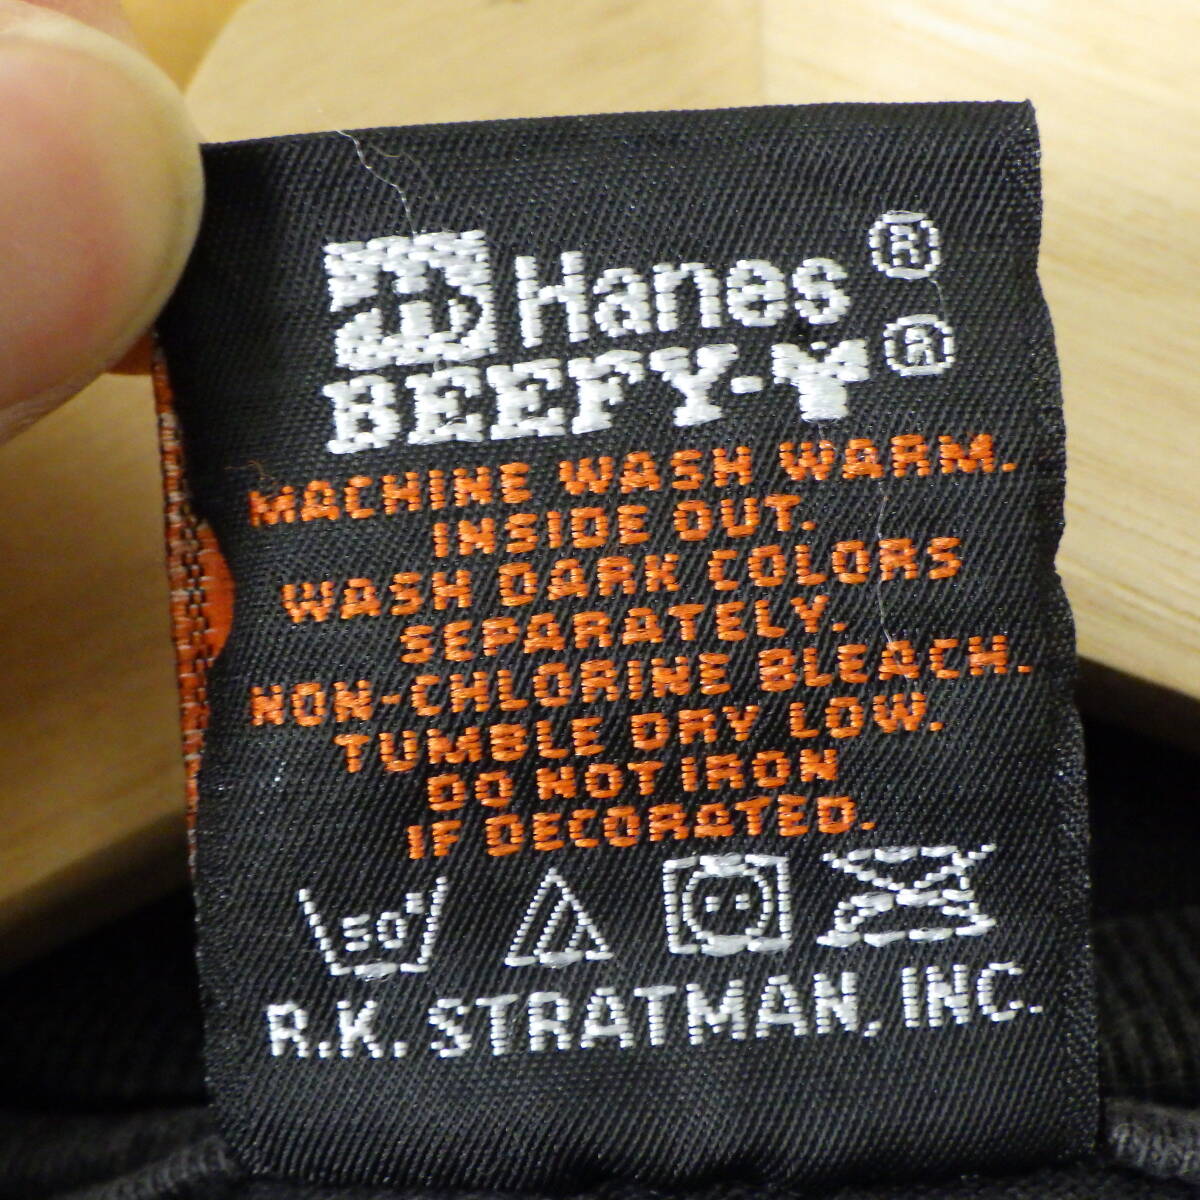 Hanes®
BEEFY-T®
MACHINE WASH WARM.
INSIDE OUT.
WASH DARK COLORS
SEPARATELY.
NON-CHLORINE BLEACH.
TUMBLE DRY LOW.
DO NOT IRON
IF DECORATED.
50°
R.K. STRATMAN, INC.